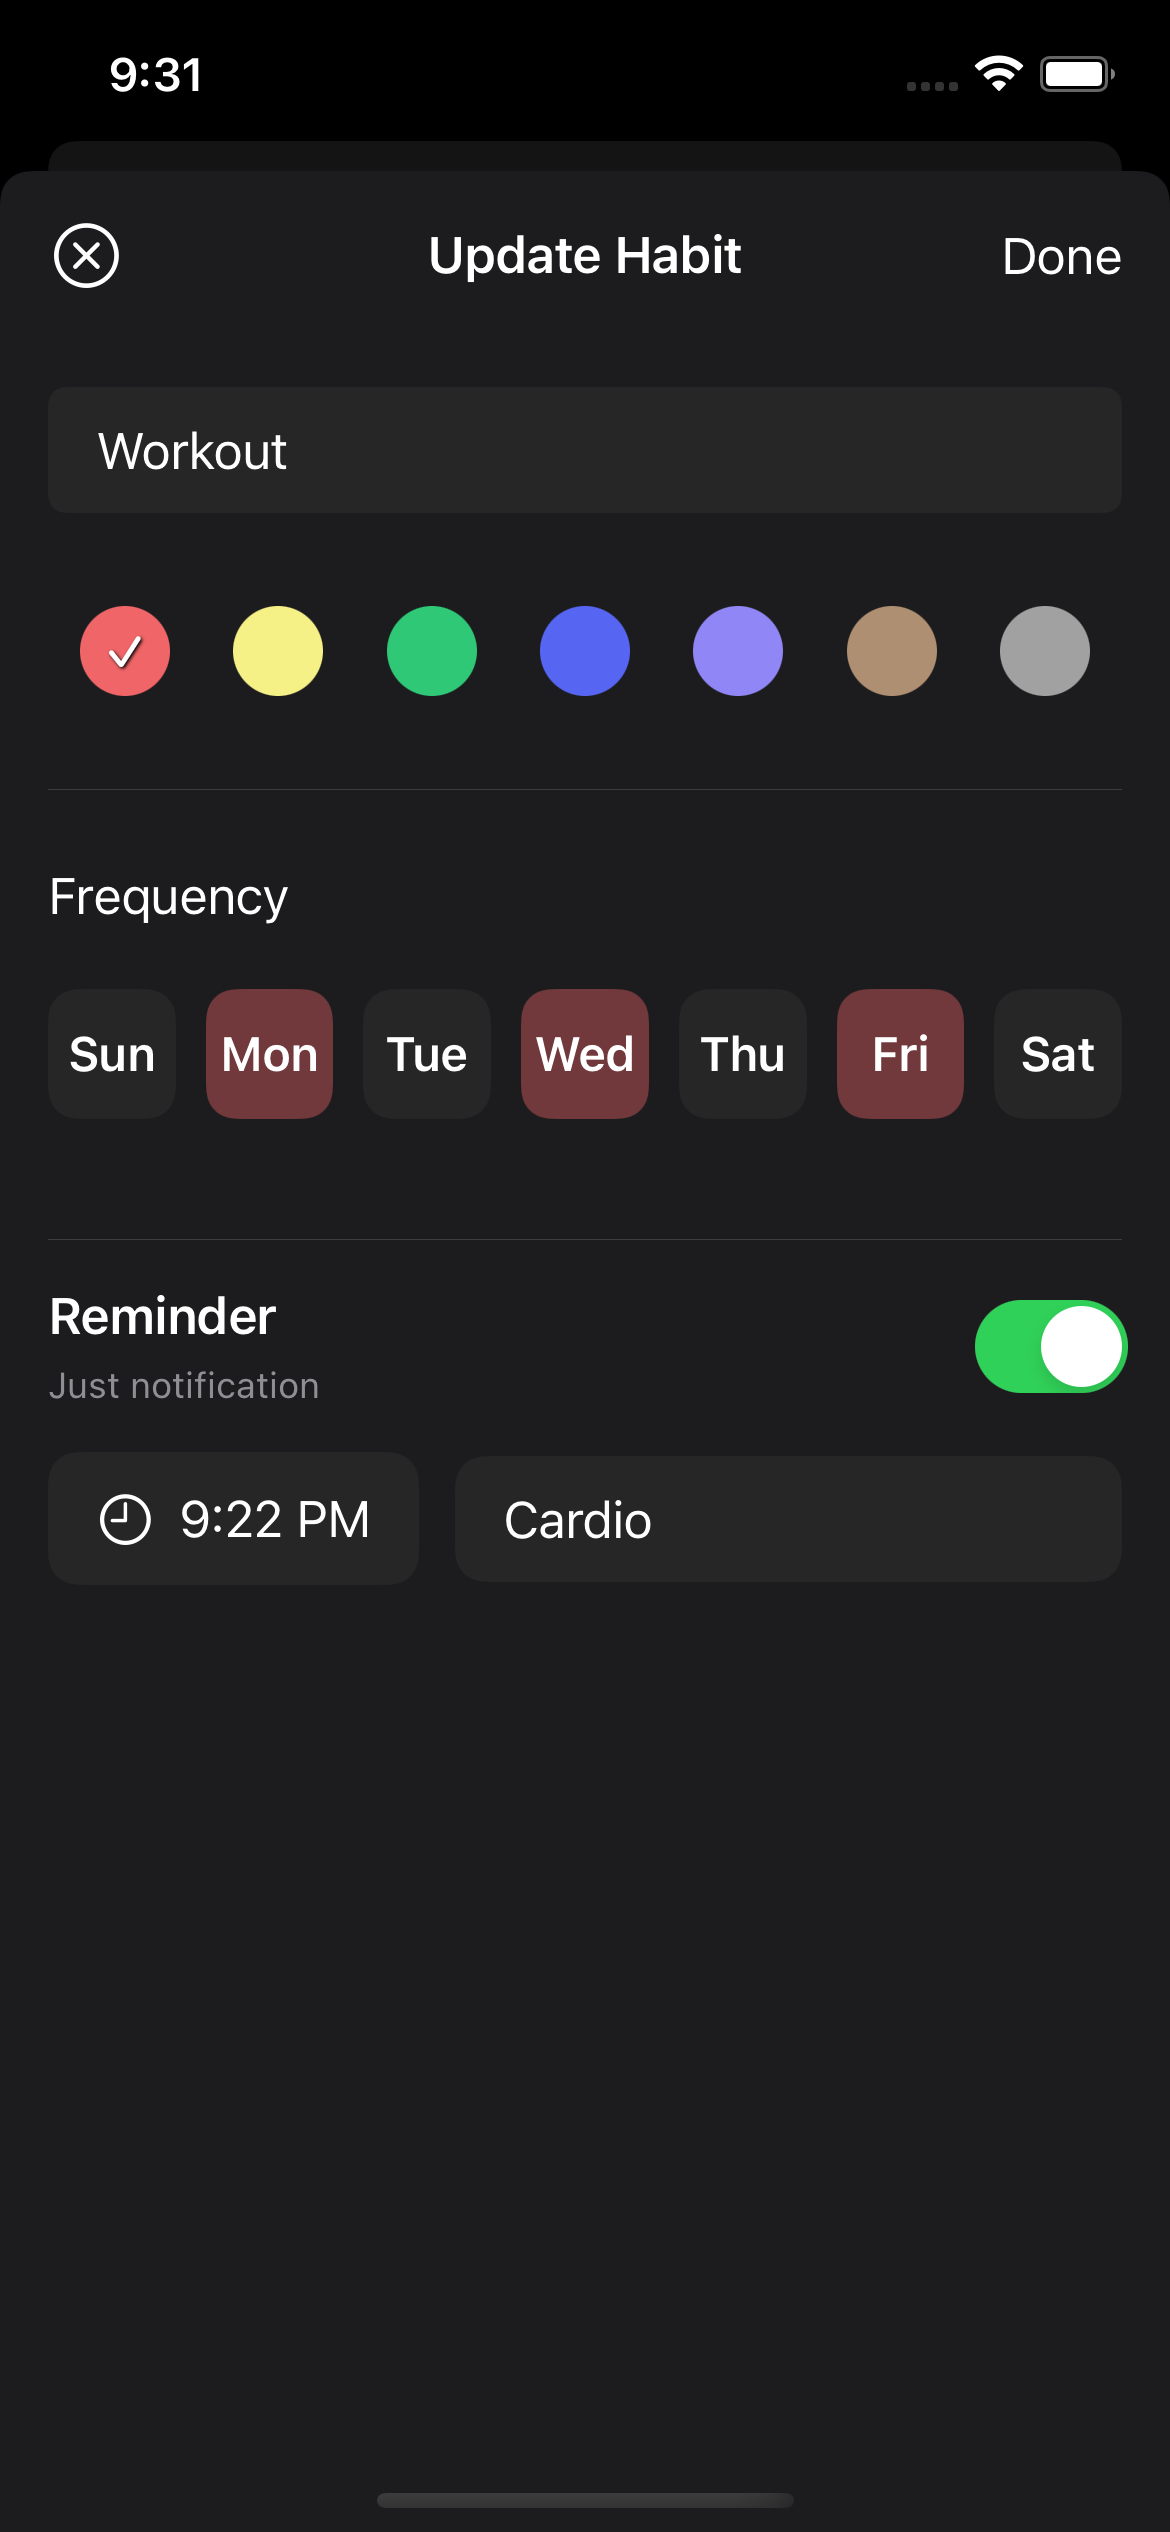 9:31
Update Habit Done
Workout
Frequency
Sun Mon Tue Wed Thu Fri Sat
Reminder
Just notification
9:22 PM Cardio